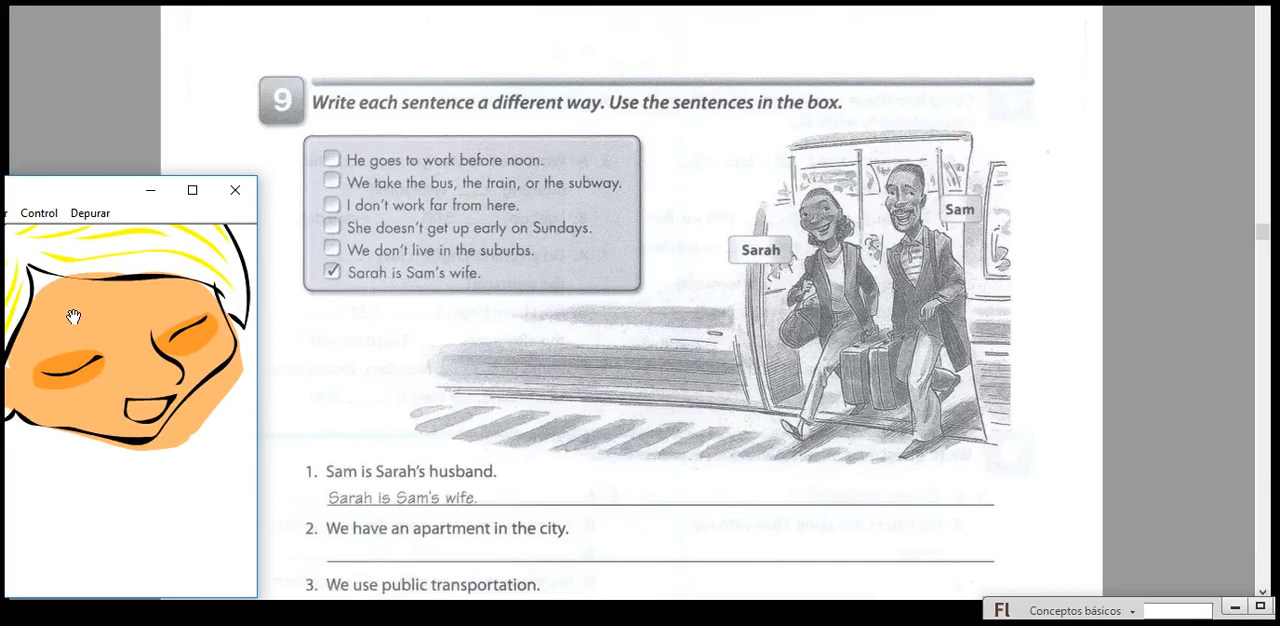 9 Write each sentence a different way. Use the sentences in the box.
He goes to work before noon.
We take the bus, the train, or the subway.
I don't work far from here.
She doesn't get up early on Sundays.
We don't live in the suburbs.
Sarah is Sam's wife.
Sam
Sarah
Control Depurar
1. Sam is Sarah's husband.
Sarah is Sam's wife.
2. We have an apartment in the city.
3. We use public transportation.
Fl Conceptos básicos